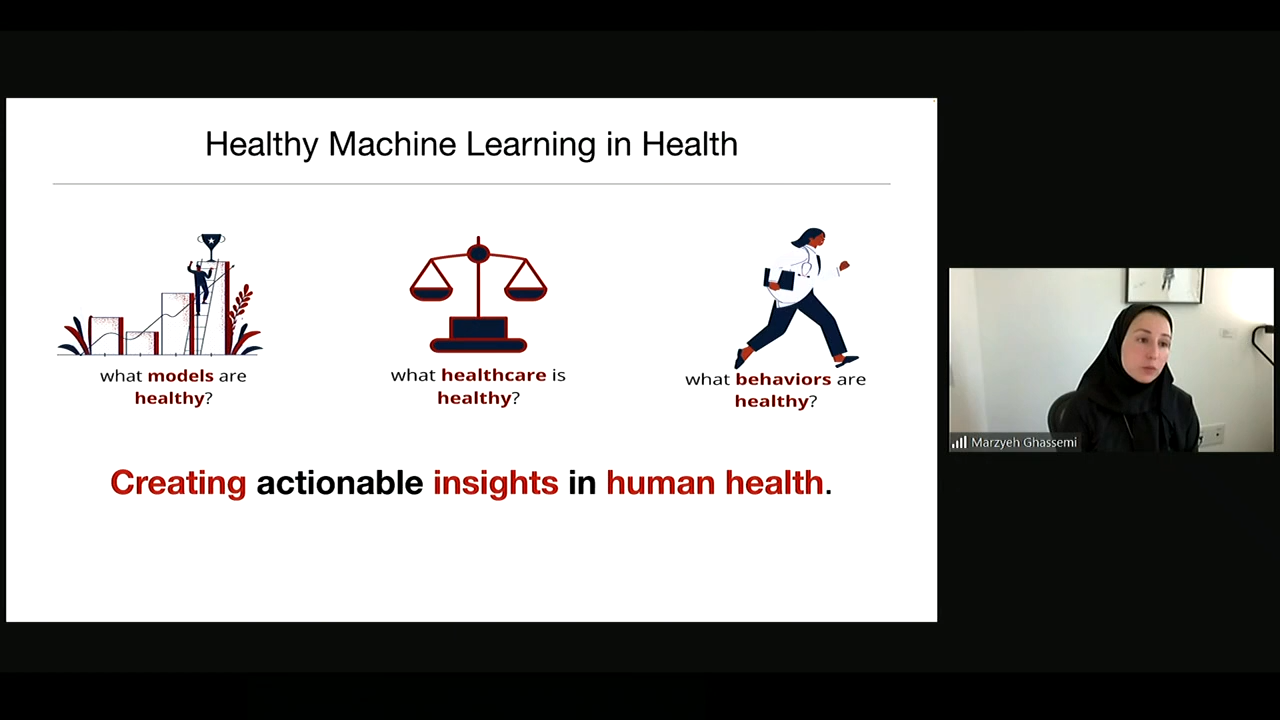 Healthy Machine Learning in Health
what models are
healthy?
what healthcare is
healthy?
what behaviors are
healthy?
Creating actionable insights in human health.
Marzyeh Ghassemi